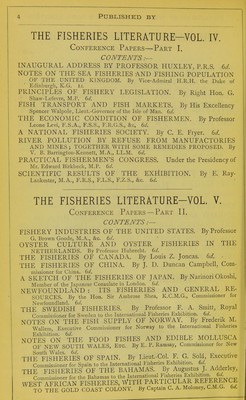 4 PUBLISHED BY
THE FISHERIES LITERATURE—VOL. IV.
CONFERENCE PAPERS—PART I.
CONTENTS:—
INAUGURAL ADDRESS BY PROFESSOR HUXLEY, P.R.S. 6d.
NOTES ON THE SEA FISHERIES AND FISHING POPULATION
OF THE UNITED KINGDOM. By Vice-Admiral H.R.H. the Duke of
Edinburgh, K.G. 1s.
PRINCIPLES OF FISHERY LEGISLATION. By Right Hon. G.
Shaw-Lefevre, M.P. 6d.
FISH TRANSPORT AND FISH MARKETS. By His Excellency
Spencer Walpole, Lieut.-Governor of the Isle of Man. 6d.
THE ECONOMIC CONDITION OF FISHERMEN. By Professor
Leone Levi, F.S.A., F.S.S., F.R.G.S., &c. 6d.
A NATIONAL FISHERIES SOCIETY. By C. E. Fryer. 6d.
RIVER POLLUTION BY REFUSE FROM MANUFACTORIES
AND MINES; TOGETHER WITH SOME REMEDIES PROPOSED. By
V. B. Barrington-Kennett, M.A., LL.M. 6d.
PRACTICAL FISHERMEN'S CONGRESS. Under the Presidency of
Mr. Edward Birkbeck, M.P. 6d.
SCIENTIFIC RESULTS OF THE EXHIBITION. By E. Ray-
Lankester, M.A., F.R.S., F.L.S., F.Z.S., &c. 6d.
THE FISHERIES LITERATURE—VOL. V.
CONFERENCE PAPERS—PART II.
CONTENTS:—
FISHERY INDUSTRIES OF THE UNITED STATES. By Professor
G. Brown Goode, M.A., &c. 6d.
OYSTER CULTURE AND OYSTER FISHERIES IN THE
NETHERLANDS. By Professor Hubrecht. 6d.
THE FISHERIES OF CANADA. By Louis Z. Joncas. 6d.
THE FISHERIES OF CHINA. By J. D. Duncan Campbell, Com-
missioner for China. 6d.
A SKETCH OF THE FISHERIES OF JAPAN. By Narinori Okoshi,
Member of the Japanese Consulate in London. 6d.
NEWFOUNDLAND: ITS FISHERIES AND GENERAL RE-
SOURCES. By the Hon. Sir Ambrose Shea, K.C.M.G., Commissioner for
Newfoundland. 6d.
THE SWEDISH FISHERIES. By Professor F. A. Smitt, Royal
Commissioner for Sweden to the International Fisheries Exhibition. 6d.
NOTES ON THE FISH SUPPLY OF NORWAY. By Frederik M.
Wallem, Executive Commissioner for Norway to the International Fisheries
Exhibition. 6d.
NOTES ON THE FOOD FISHES AND EDIBLE MOLLUSCA
OF NEW SOUTH WALES, &c. By E. P. Ramsay, Commissioner for New
South Wales. 6d.
THE FISHERIES OF SPAIN. By Lieut.-Col. F. G. Solá, Executive
Commissioner for Spain to the International Fisheries Exhibition. 6d.
THE FISHERIES OF THE BAHAMAS. By Augustus J. Adderley,
Commissioner for the Bahamas to the International Fisheries Exhibition. 6d.
WEST AFRICAN FISHERIES, WITH PARTICULAR REFERENCE
TO THE GOLD COAST COLONY. By Captain C. A. Moloney, C.M.G. 6d.